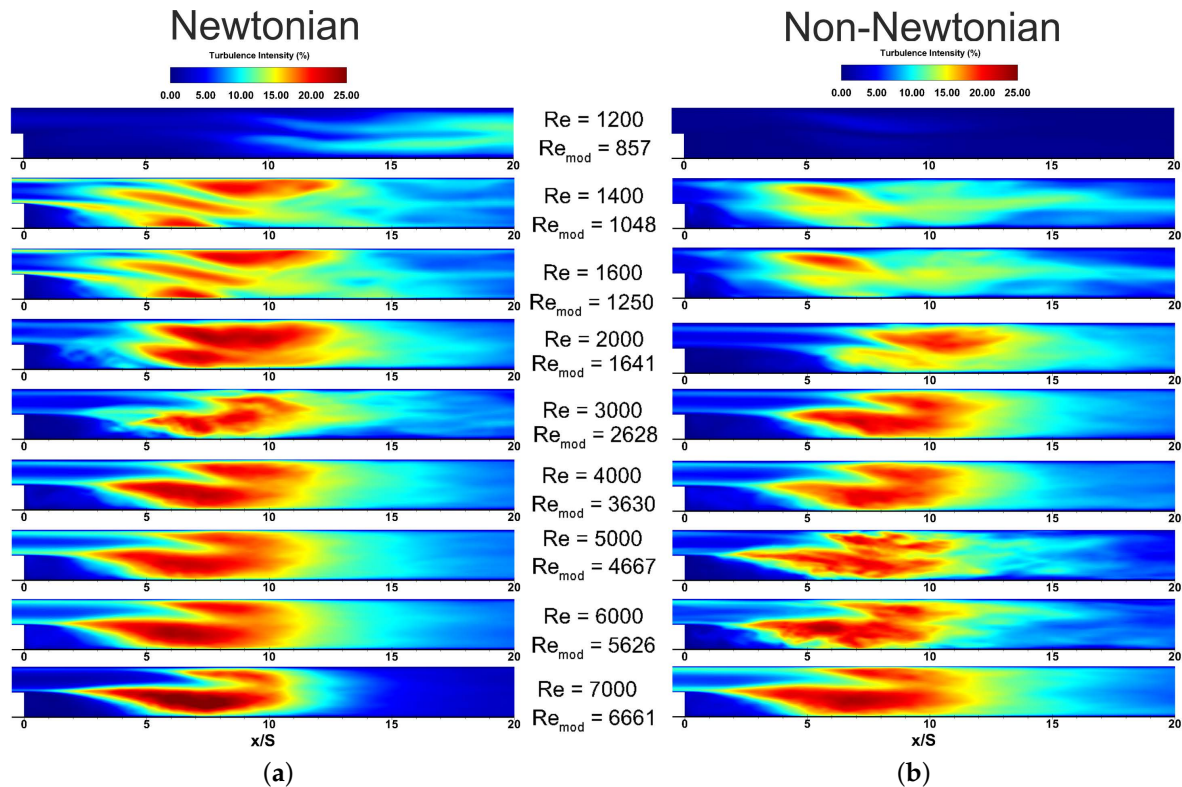 Newtonian
Non-Newtonian
Turbulence Intensity (%)
0.00 5.00 10.00 15.00 20.00 25.00
Turbulence Intensity (%)
0.00 5.00 10.00 15.00 20.00 25.00
0 5 10 15 20
Re = 1200
Remod = 857
0 5 10 15 20
0 5 10 15 20
Re = 1400
Remod = 1048
0 5 10 15 20
0 5 10 15 20
Re = 1600
Remod = 1250
0 5 10 15 20
0 5 10 15 20
Re = 2000
Remod = 1641
0 5 10 15 20
0 5 10 15 20
Re = 3000
Remod = 2628
0 5 10 15 20
0 5 10 15 20
Re = 4000
Remod = 3630
0 5 10 15 20
0 5 10 15 20
Re = 5000
Remod = 4667
0 5 10 15 20
0 5 10 15 20
Re = 6000
Remod = 5626
0 5 10 15 20
0 5 10 15 20
Re = 7000
Remod = 6661
0 5 10 15 20
x/S
x/S
(a)
(b)